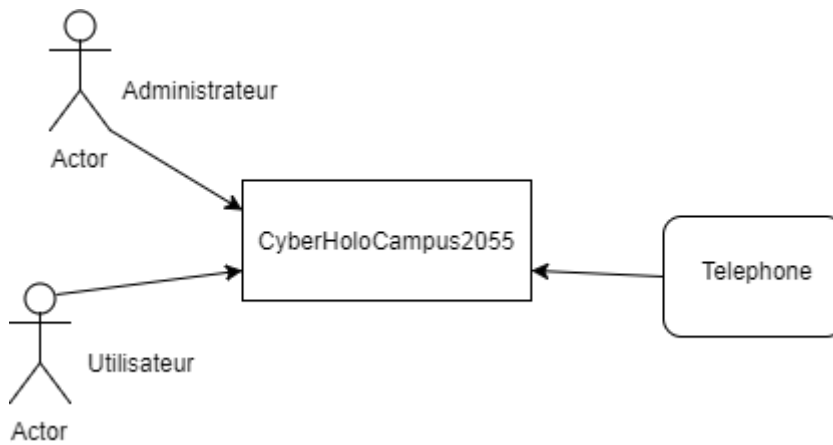 Administrateur
Actor
CyberHoloCampus2055
Telephone
Utilisateur
Actor